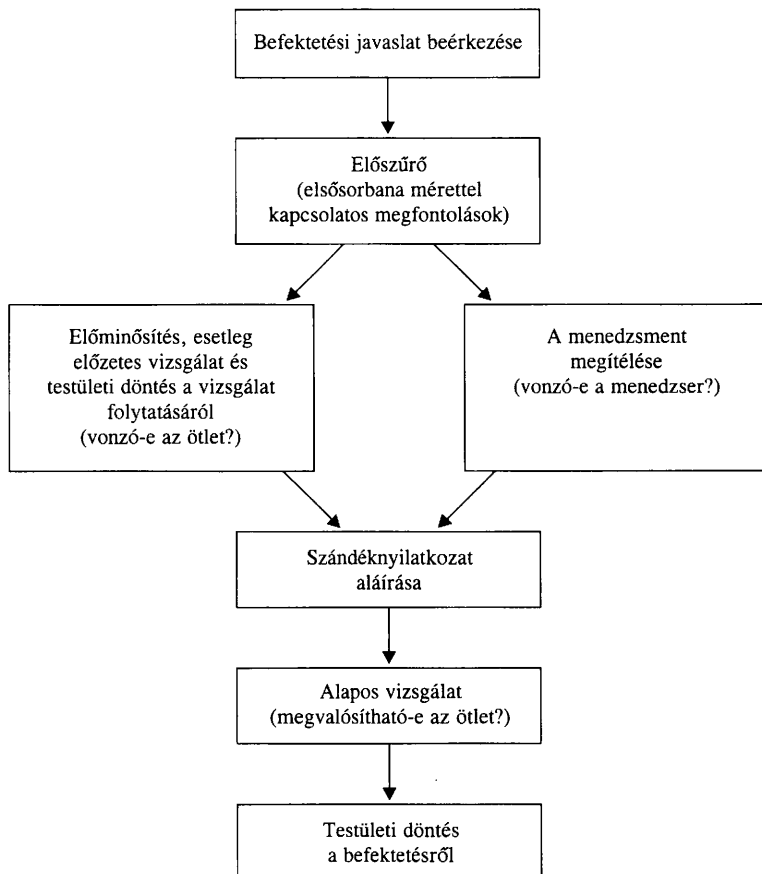 Befektetési javaslat beérkezése
Előszűrő
(elsősorbana mérettel
kapcsolatos megfontolások)
Előminősítés, esetleg
előzetes vizsgálat és
testületi döntés a vizsgálat
folytatásáról
(vonzó-e az ötlet?)
A menedzsment
megítélése
(vonzó-e a menedzser?)
Szándéknyilatkozat
aláírása
Alapos vizsgálat
(megvalósítható-e az ötlet?)
Testületi döntés
a befektetésről